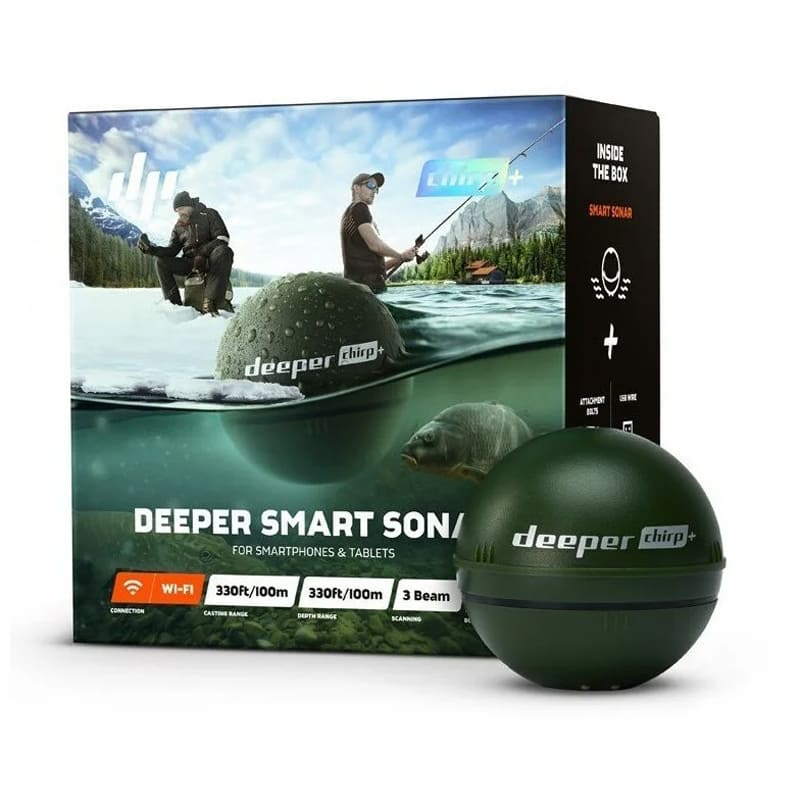 chirp+
deeper chirp+
DEEPER SMART SONA
FOR SMARTPHONES & TABLETS
WI-FI
330ft/100m
330ft/100m
3 Beam
CONNECTION
CASTING RANGE
DEPTH RANGE
SCANNING
INSIDE
THE BOX
SMART SONAR
+
ATTACHMENT
BOLTS
USB WIRE
deeper chirp+